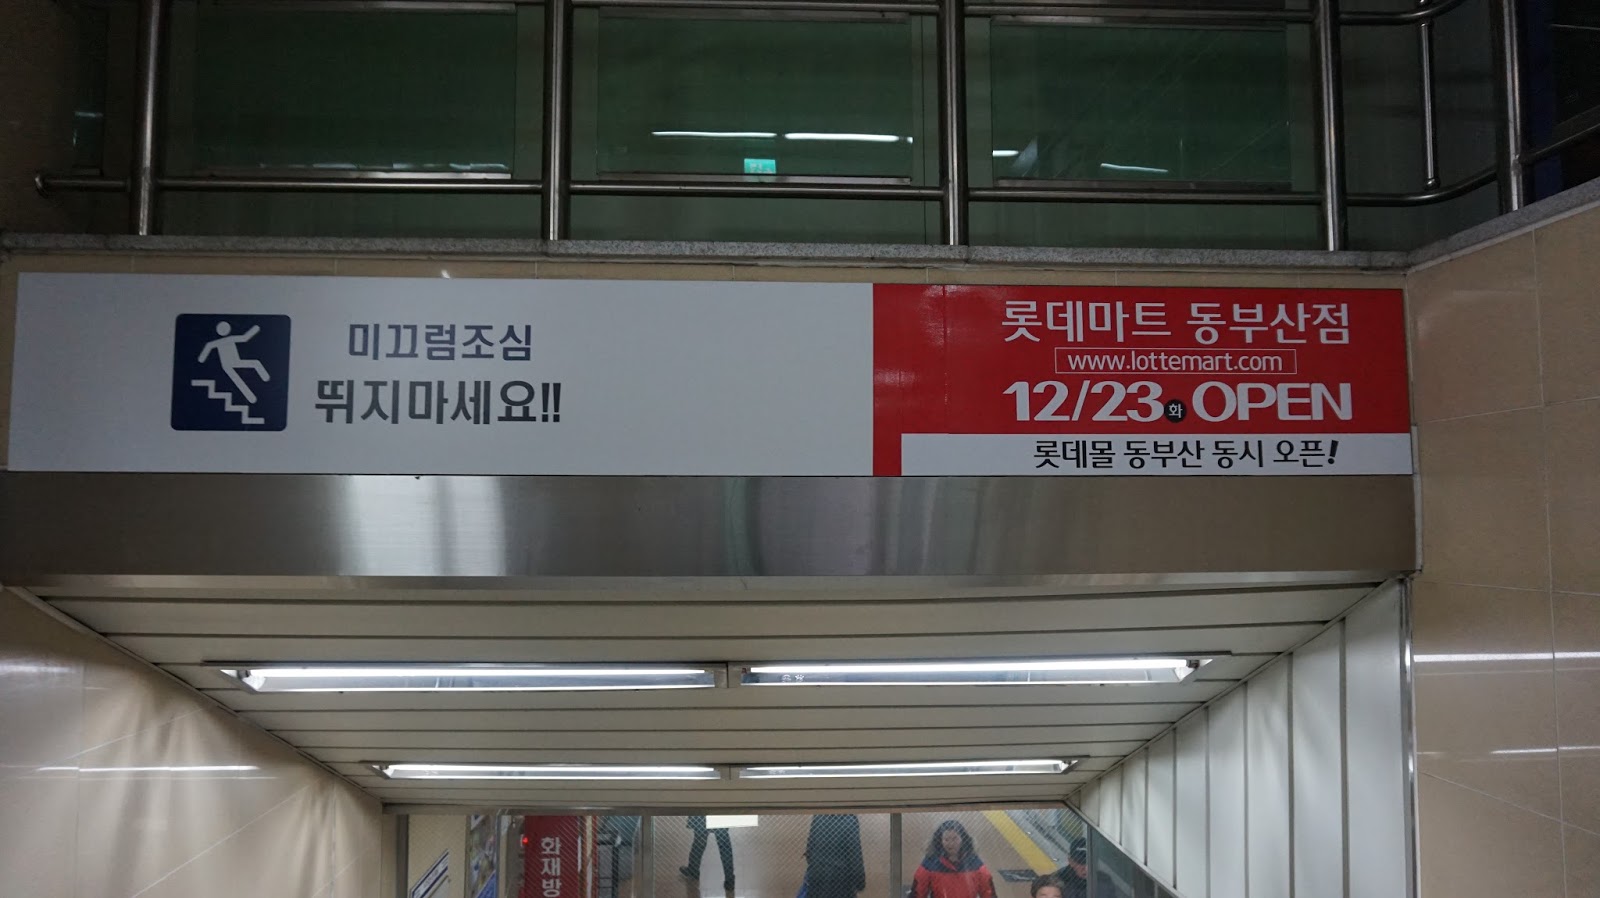 미끄럼조심
뛰지마세요!!
롯데마트 동부산점
www.lottemart.com
12/23 화 OPEN
롯데몰 동부산 동시 오픈!
화재방